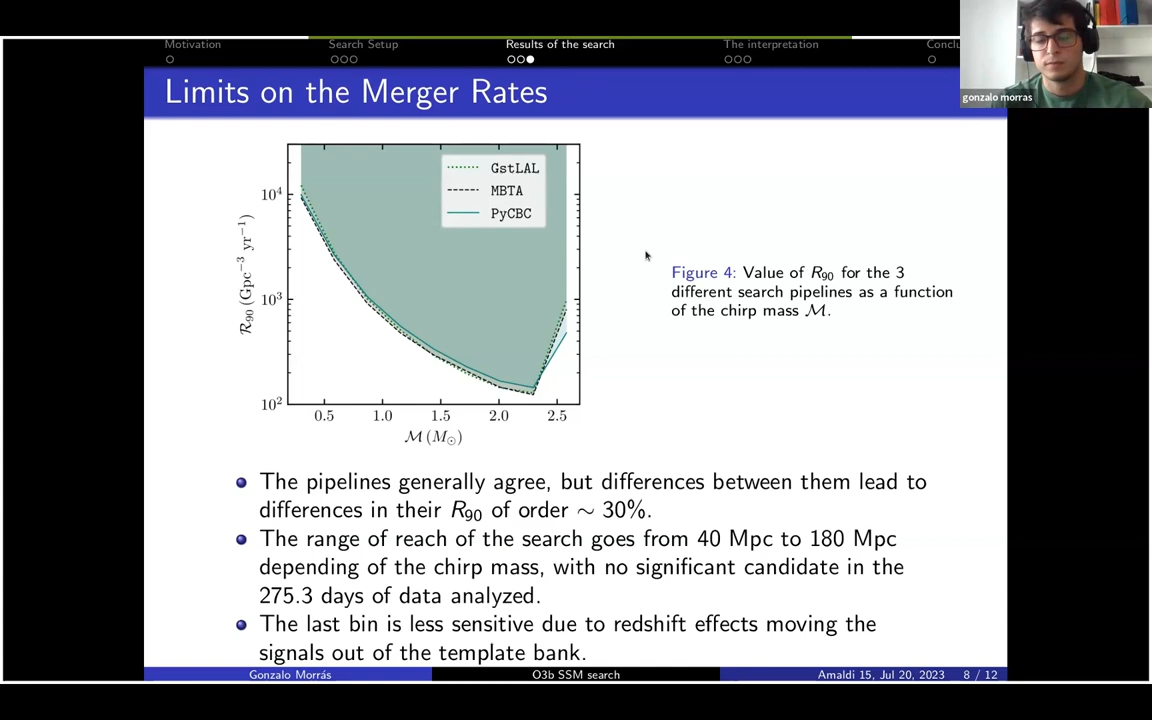 Motivation
Search Setup
Results of the search
The interpretation
gonzalo morras
Limits on the Merger Rates
GstLAL
MBTA
PyCBC
10⁴
10³
10²
R₉₀ (Gpc⁻³ yr⁻¹)
0.5 1.0 1.5 2.0 2.5
M (M⊙)
Figure 4: Value of R₉₀ for the 3
different search pipelines as a function
of the chirp mass M.
The pipelines generally agree, but differences between them lead to
differences in their R₉₀ of order ∼ 30%.
The range of reach of the search goes from 40 Mpc to 180 Mpc
depending of the chirp mass, with no significant candidate in the
275.3 days of data analyzed.
The last bin is less sensitive due to redshift effects moving the
signals out of the template bank.
Gonzalo Morrás
O3b SSM search
Amaldi 15, Jul 20, 2023 8 / 12